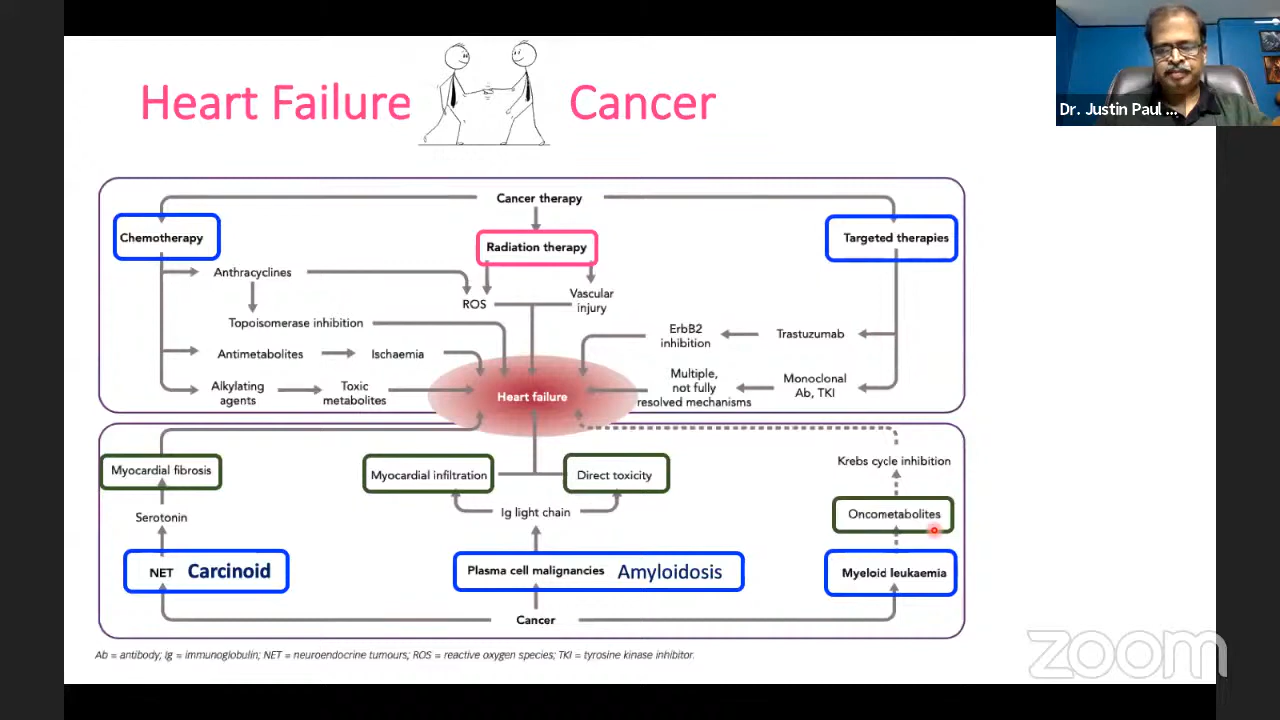 Heart Failure
Cancer
Dr. Justin Paul ...
Cancer therapy
Chemotherapy
Radiation therapy
Targeted therapies
Anthracyclines
ROS
Vascular
injury
Topoisomerase inhibition
ErbB2
inhibition
Trastuzumab
Antimetabolites
Ischaemia
Alkylating
agents
Toxic
metabolites
Heart failure
Multiple,
not fully
resolved mechanisms
Monoclonal
Ab, TKI
Myocardial fibrosis
Myocardial infiltration
Direct toxicity
Krebs cycle inhibition
Serotonin
Ig light chain
Oncometabolites
NET Carcinoid
Plasma cell malignancies Amyloidosis
Myeloid leukaemia
Cancer
Ab = antibody; Ig = immunoglobulin; NET = neuroendocrine tumours; ROS = reactive oxygen species; TKI = tyrosine kinase inhibitor.
zoom